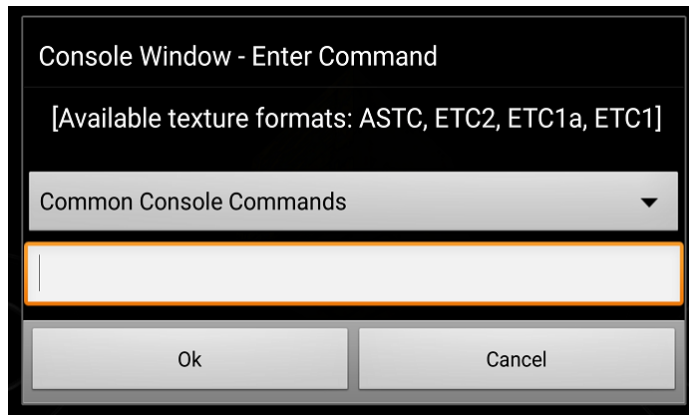 Console Window - Enter Command
[Available texture formats: ASTC, ETC2, ETC1a, ETC1]
Common Console Commands
Ok
Cancel